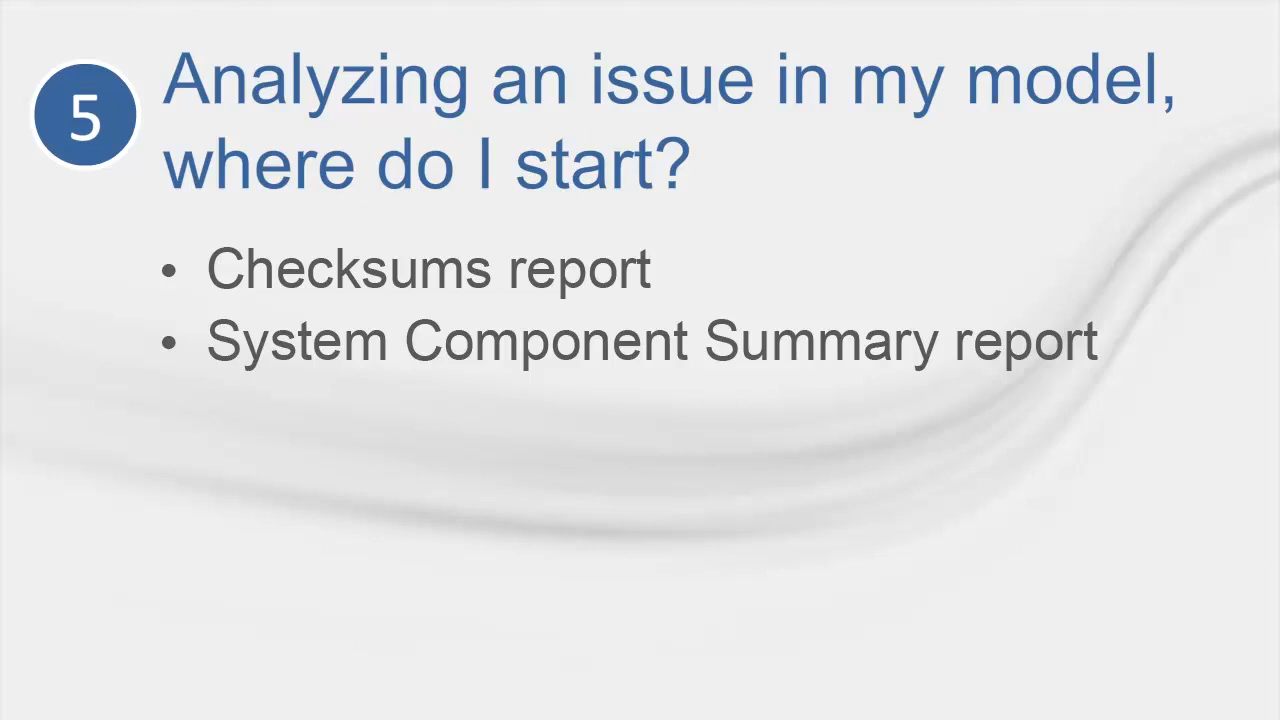 5
Analyzing an issue in my model,
where do I start?
• Checksums report
• System Component Summary report